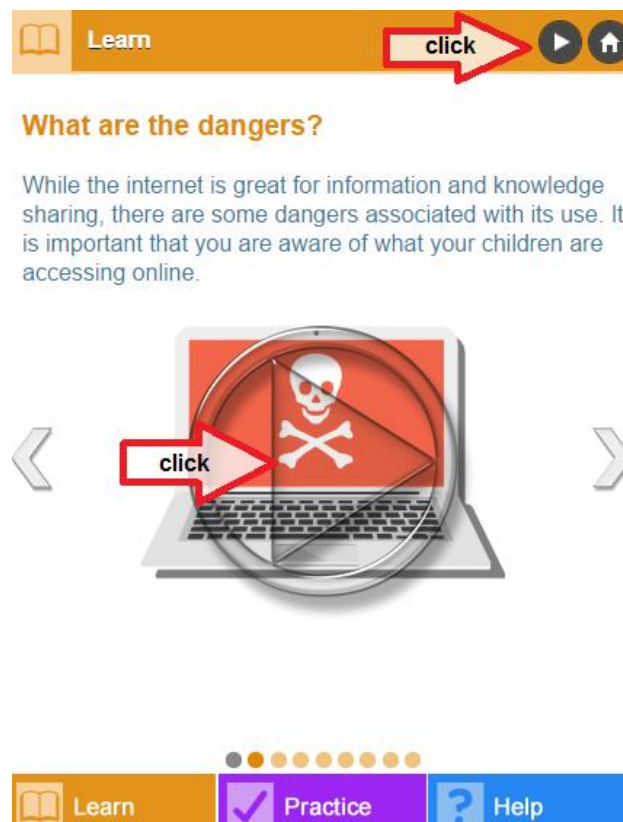 Learn
click
What are the dangers?
While the internet is great for information and knowledge
sharing, there are some dangers associated with its use. It
is important that you are aware of what your children are
accessing online.
click
Learn
Practice
? Help